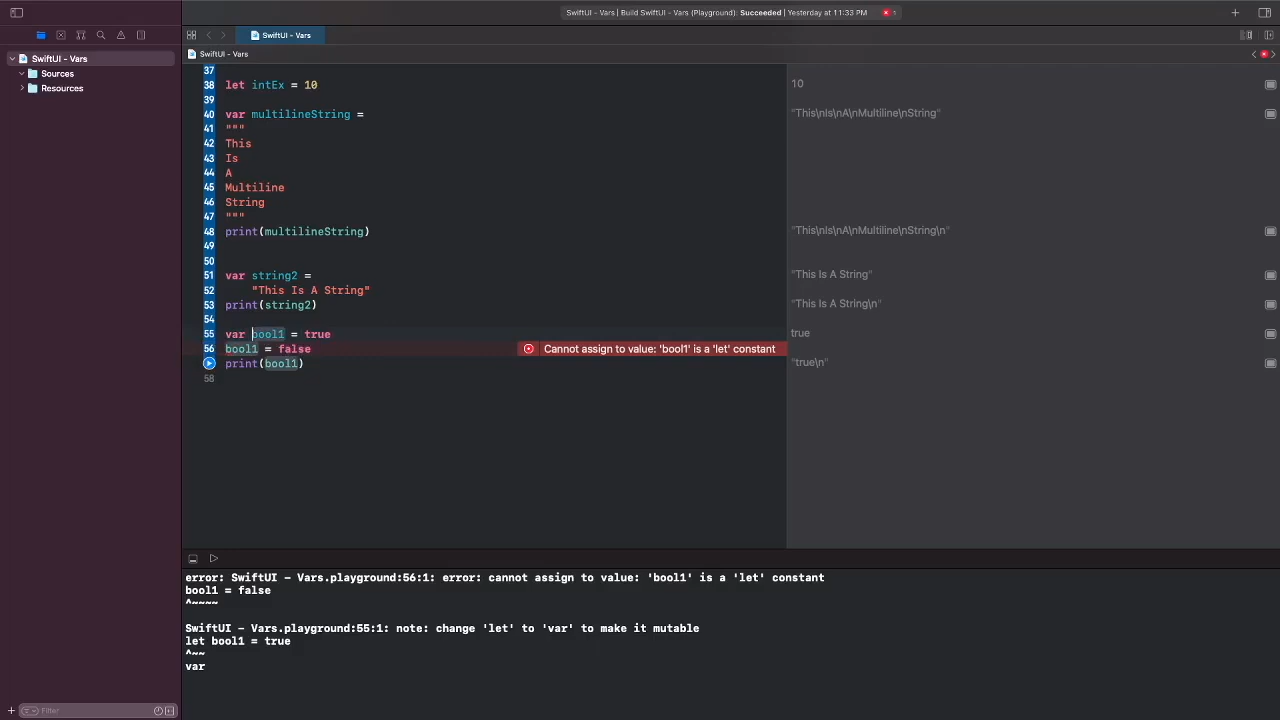 SwiftUI - Vars | Build SwiftUI - Vars (Playground): Succeeded | Yesterday at 11:33 PM 1
SwiftUI - Vars
SwiftUI - Vars
SwiftUI - Vars
Sources
Resources
37
38 let intEx = 10
10
39
40 var multilineString =
"This\nIs\nA\nMultiline\nString"
41 """
42 This
43 Is
44 A
45 Multiline
46 String
47 """
48 print(multilineString)
"This\nIs\nA\nMultiline\nString\n"
49
50
51 var string2 =
"This Is A String"
52 "This Is A String"
53 print(string2)
"This Is A String\n"
54
55 var bool1 = true
true
56 bool1 = false
Cannot assign to value: 'bool1' is a 'let' constant
print(bool1)
"true\n"
58
error: SwiftUI - Vars.playground:56:1: error: cannot assign to value: 'bool1' is a 'let' constant
bool1 = false
^~~~~
SwiftUI - Vars.playground:55:1: note: change 'let' to 'var' to make it mutable
let bool1 = true
^~~
var
Filter